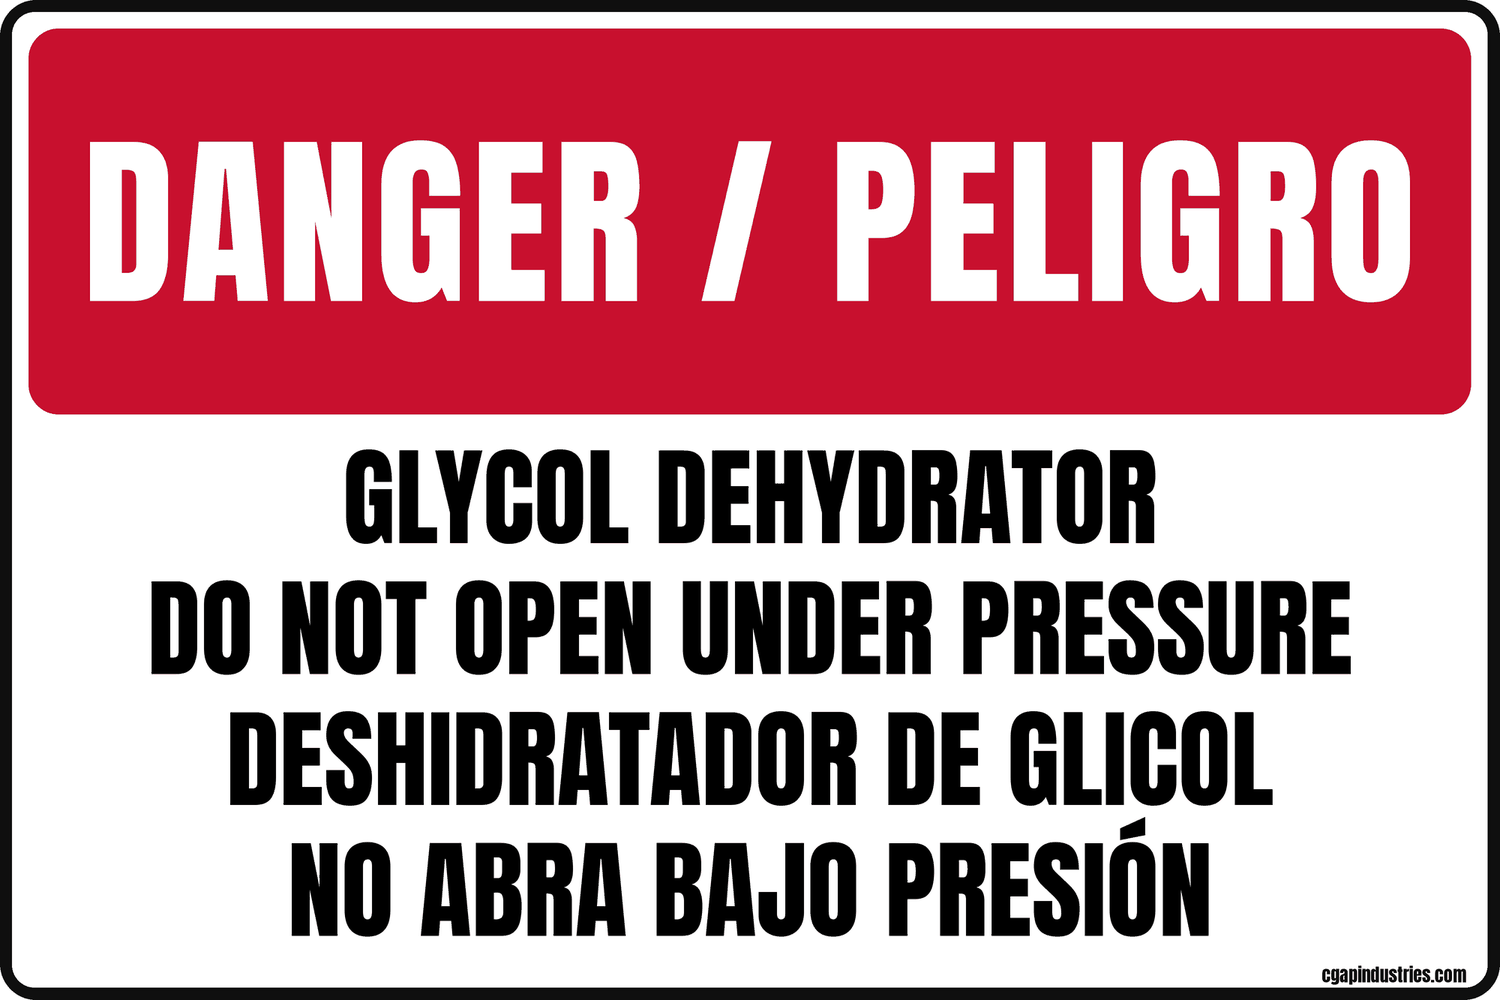 DANGER / PELIGRO
GLYCOL DEHYDRATOR
DO NOT OPEN UNDER PRESSURE
DESHIDRATADOR DE GLICOL
NO ABRA BAJO PRESIÓN
cgapindustries.com